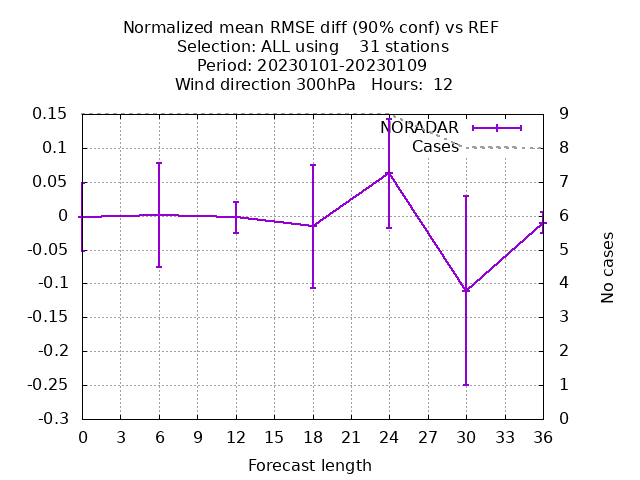 Normalized mean RMSE diff (90% conf) vs REF
Selection: ALL using    31 stations
Period: 20230101-20230109
Wind direction 300hPa   Hours:  12
NORADAR
Cases
0.15
0.1
0.05
0
-0.05
-0.1
-0.15
-0.2
-0.25
-0.3
9
8
7
6
5
4
3
2
1
0
No cases
0 3 6 9 12 15 18 21 24 27 30 33 36
Forecast length